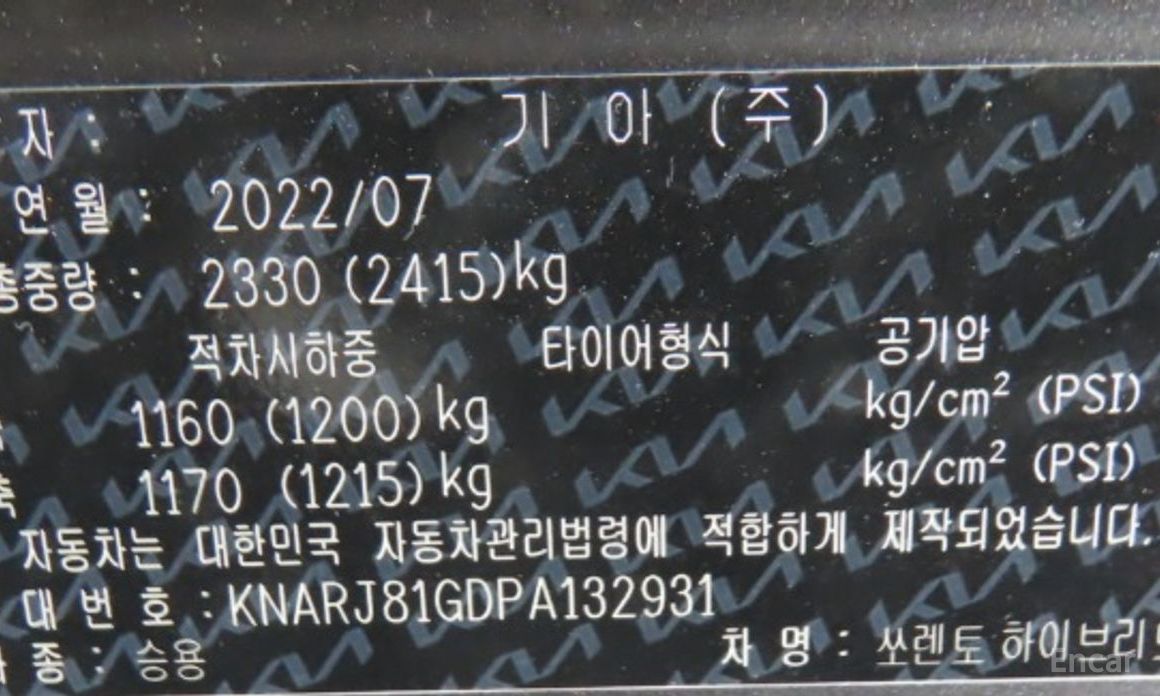 자 : 기 아 (주)
연 월 : 2022/07
총중량 : 2330 (2415)kg
적차시하중 타이어형식 공기압
1160 (1200) kg kg/cm² (PSI)
축 1170 (1215) kg kg/cm² (PSI)
자동차는 대한민국 자동차관리법령에 적합하게 제작되었습니다.
대 번 호 : KNARJ81GDPA132931
종 : 승용 차 명 : 쏘렌토 하이브리드
Encar